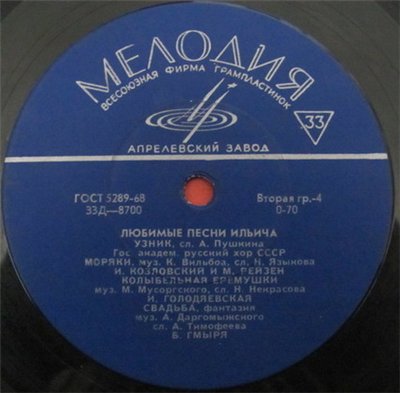 МЕЛОДИЯ
ВСЕСОЮЗНАЯ ФИРМА ГРАМПЛАСТИНОК
33
АПРЕЛЕВСКИЙ ЗАВОД
ГОСТ 5289-68 Вторая гр.-4
33Д—8700 0-70
ЛЮБИМЫЕ ПЕСНИ ИЛЬИЧА
УЗНИК, сл. А. Пушкина
Гос. академ. русский хор СССР
МОРЯКИ, муз. К. Вильбоа, сл. Н. Языкова
И. КОЗЛОВСКИЙ И М. РЕЙЗЕН
КОЛЫБЕЛЬНАЯ ЕРЕМУШКИ
муз. М. Мусоргского, сл. Н. Некрасова
И. ГОЛОДЯЕВСКАЯ
СВАДЬБА, фантазия
муз. А. Даргомыжского
сл. А. Тимофеева
Б. ГМЫРЯ